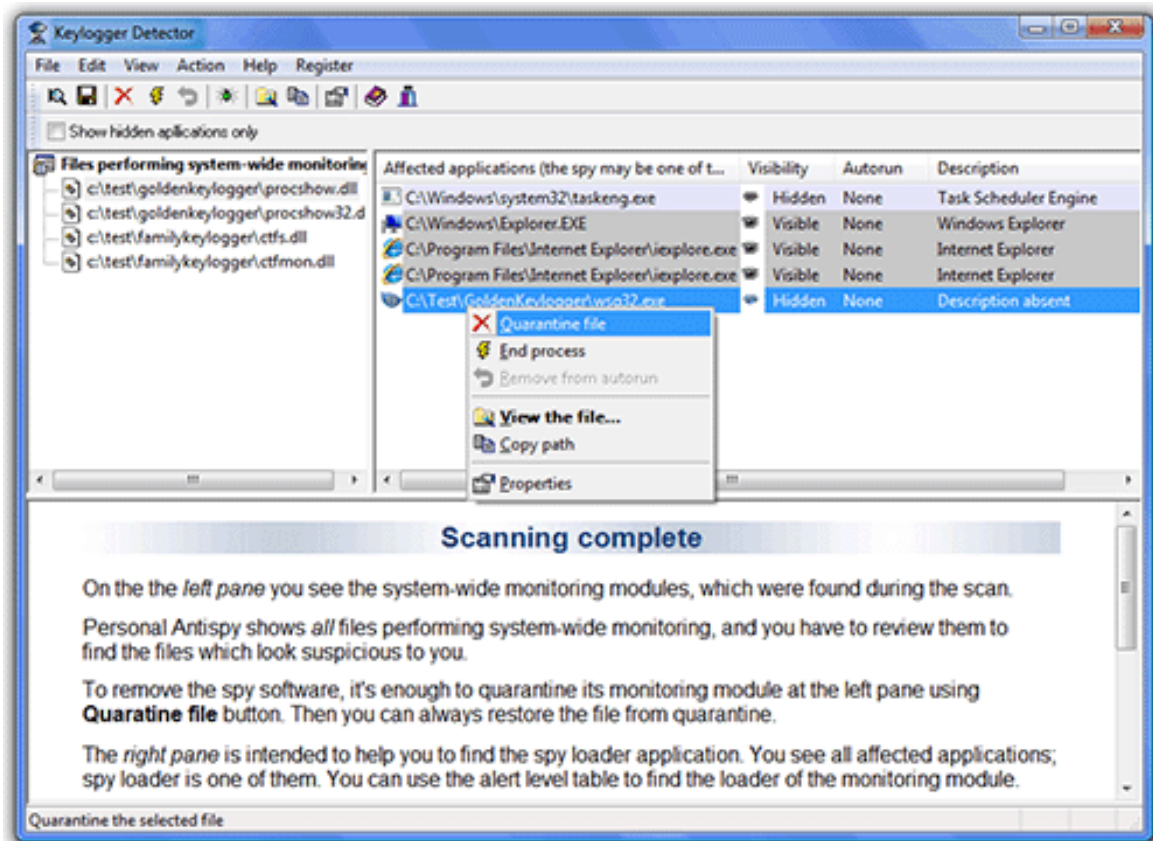 Keylogger Detector
File Edit View Action Help Register
Show hidden apllications only
Files performing system-wide monitoring
c:\test\goldenkeylogger\procshow.dll
c:\test\goldenkeylogger\procshow32.d
c:\test\familykeylogger\ctfs.dll
c:\test\familykeylogger\ctfmon.dll
Affected applications (the spy may be one of t... Visibility Autorun Description
C:\Windows\system32\taskeng.exe Hidden None Task Scheduler Engine
C:\Windows\Explorer.EXE Visible None Windows Explorer
C:\Program Files\Internet Explorer\iexplore.exe Visible None Internet Explorer
C:\Program Files\Internet Explorer\iexplore.exe Visible None Internet Explorer
C:\Test\GoldenKeylogger\wsg32.exe Hidden None Description absent
Quarantine file
End process
Remove from autorun
View the file...
Copy path
Properties
Scanning complete
On the the left pane you see the system-wide monitoring modules, which were found during the scan.
Personal Antispy shows all files performing system-wide monitoring, and you have to review them to
find the files which look suspicious to you.
To remove the spy software, it's enough to quarantine its monitoring module at the left pane using
Quaratine file button. Then you can always restore the file from quarantine.
The right pane is intended to help you to find the spy loader application. You see all affected applications;
spy loader is one of them. You can use the alert level table to find the loader of the monitoring module.
Quarantine the selected file